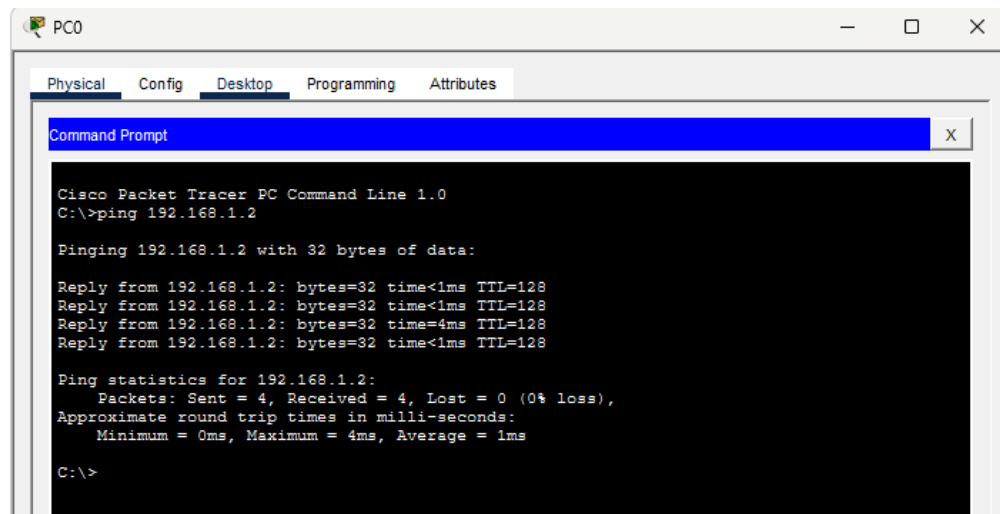 PC0
Physical Config Desktop Programming Attributes
Command Prompt
X
Cisco Packet Tracer PC Command Line 1.0
C:\>ping 192.168.1.2
Pinging 192.168.1.2 with 32 bytes of data:
Reply from 192.168.1.2: bytes=32 time<1ms TTL=128
Reply from 192.168.1.2: bytes=32 time<1ms TTL=128
Reply from 192.168.1.2: bytes=32 time=4ms TTL=128
Reply from 192.168.1.2: bytes=32 time<1ms TTL=128
Ping statistics for 192.168.1.2:
    Packets: Sent = 4, Received = 4, Lost = 0 (0% loss),
Approximate round trip times in milli-seconds:
    Minimum = 0ms, Maximum = 4ms, Average = 1ms
C:\>